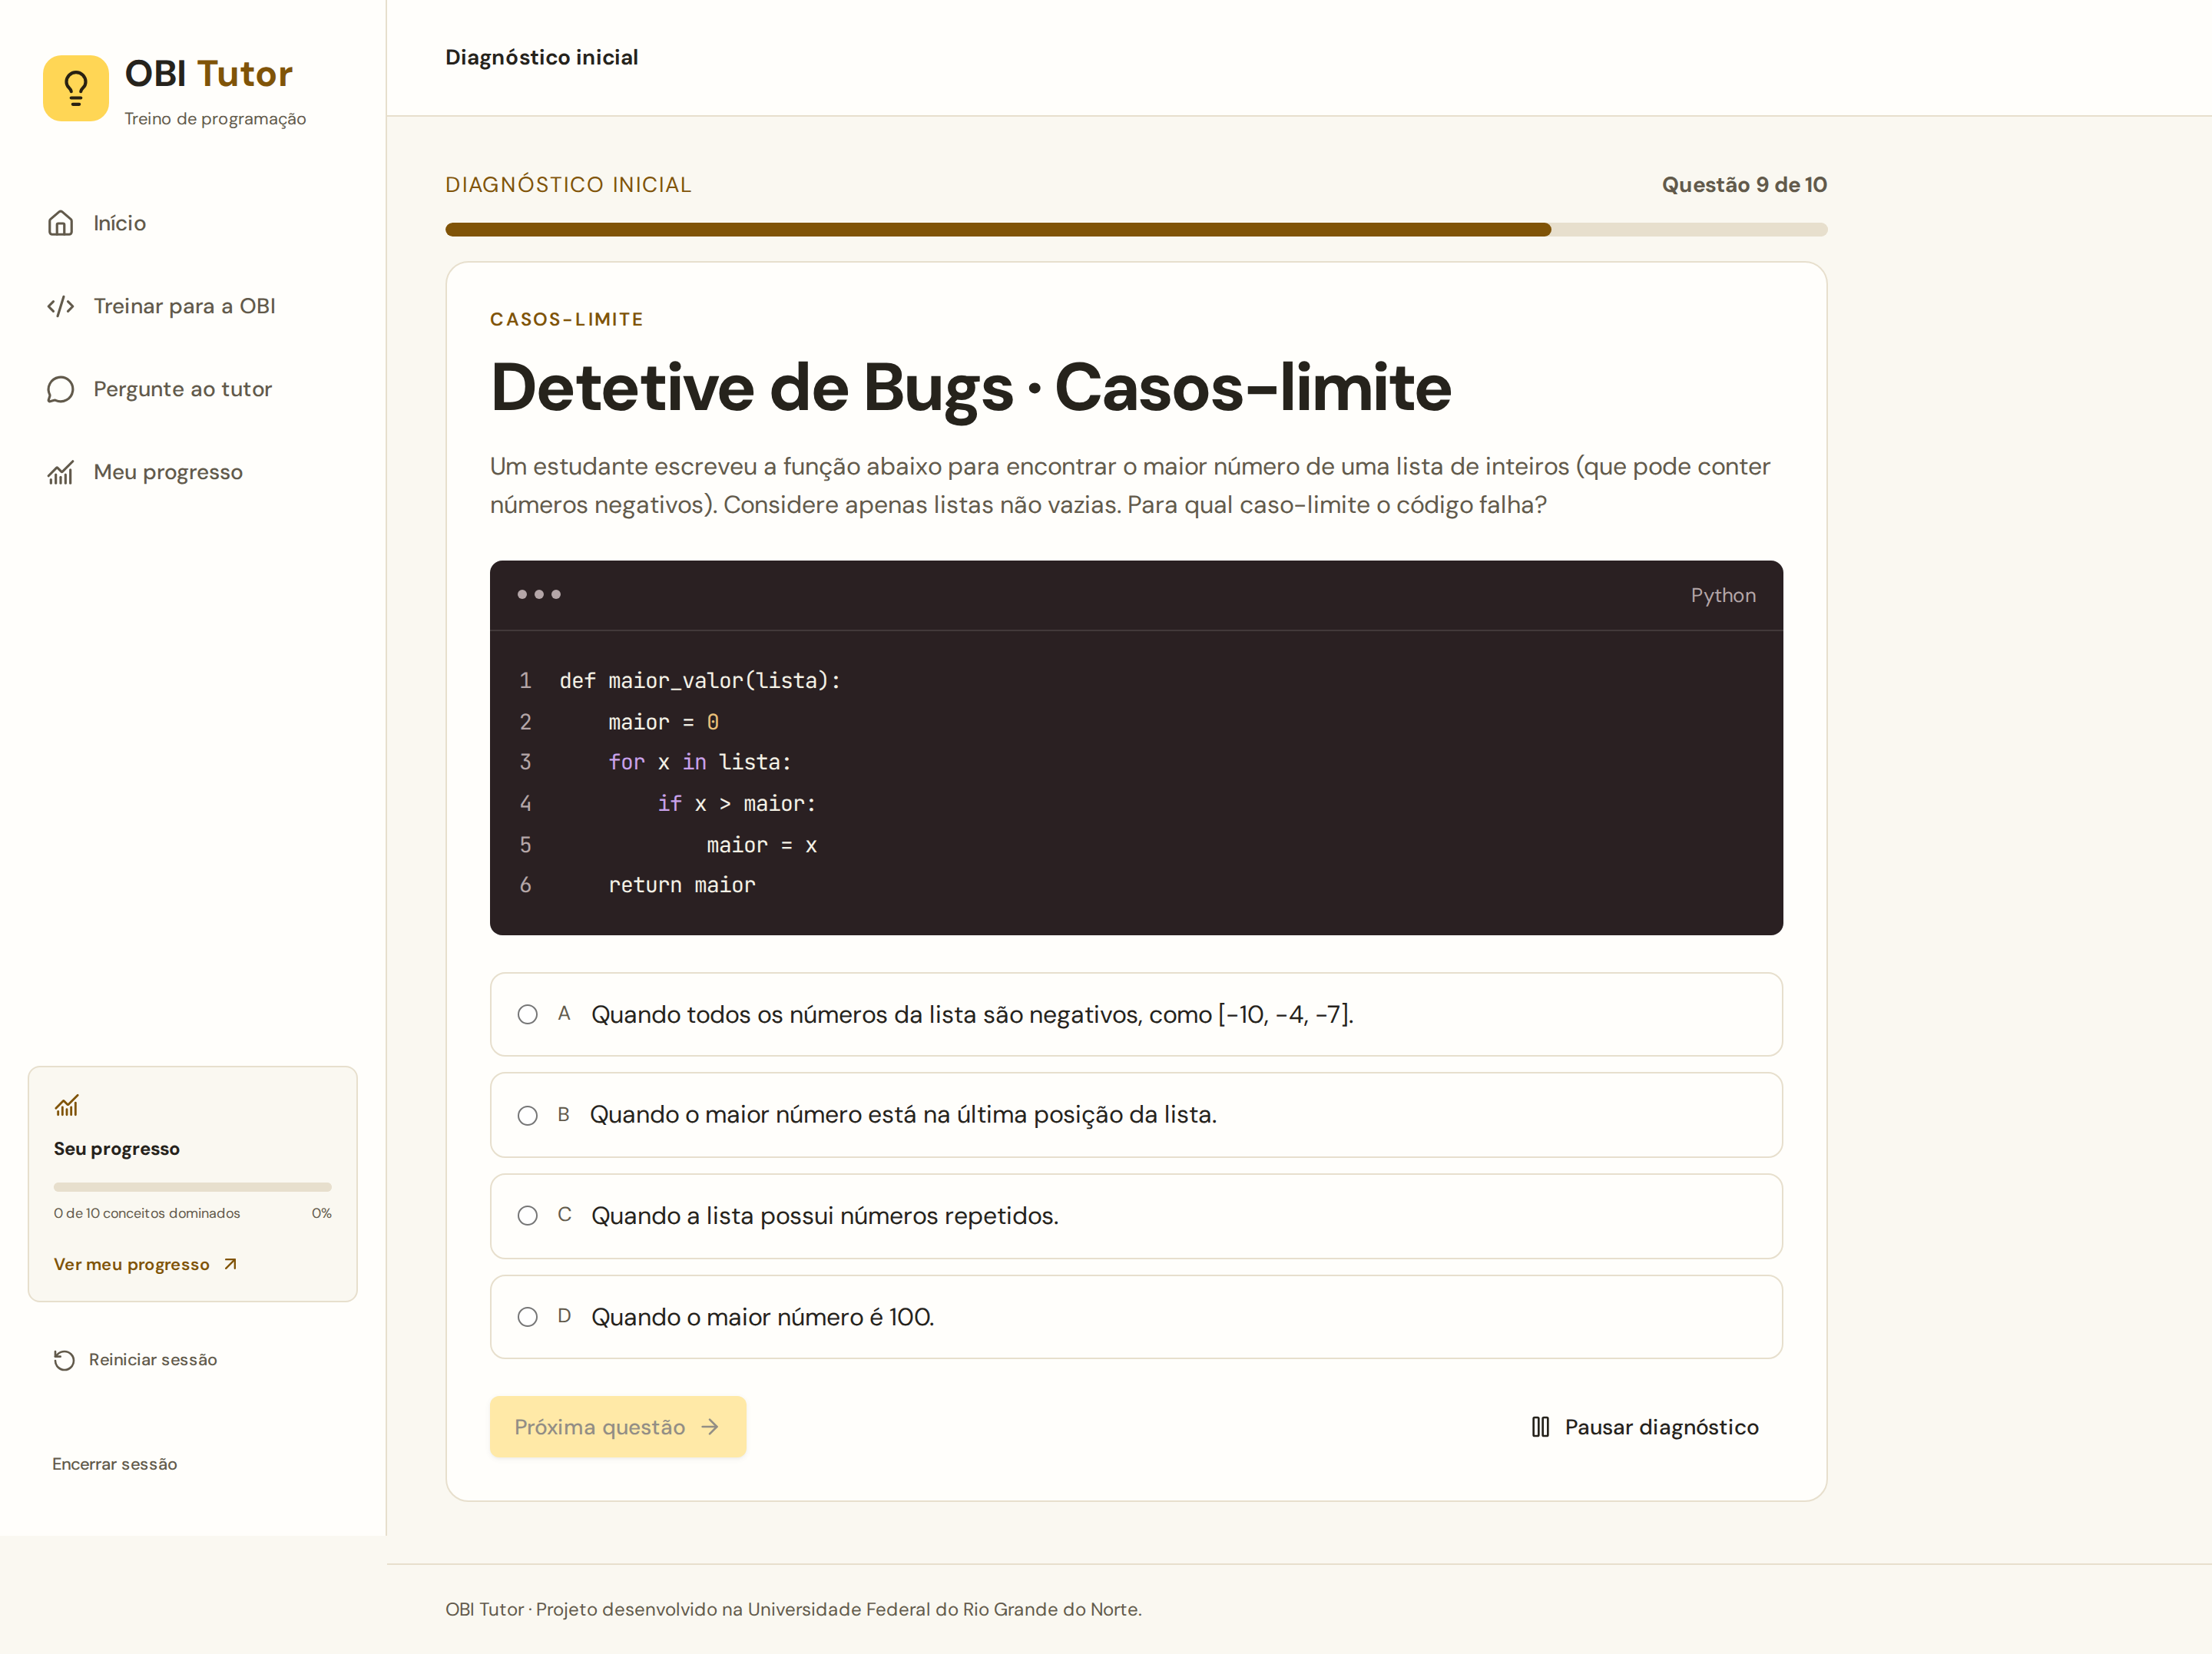 OBI Tutor
Treino de programação
Início
Treinar para a OBI
Pergunte ao tutor
Meu progresso
Seu progresso
0 de 10 conceitos dominados 0%
Ver meu progresso
Reiniciar sessão
Encerrar sessão
Diagnóstico inicial
DIAGNÓSTICO INICIAL Questão 9 de 10
CASOS-LIMITE
Detetive de Bugs · Casos-limite
Um estudante escreveu a função abaixo para encontrar o maior número de uma lista de inteiros (que pode conter
números negativos). Considere apenas listas não vazias. Para qual caso-limite o código falha?
Python
1 def maior_valor(lista):
2     maior = 0
3     for x in lista:
4         if x > maior:
5             maior = x
6     return maior
A Quando todos os números da lista são negativos, como [-10, -4, -7].
B Quando o maior número está na última posição da lista.
C Quando a lista possui números repetidos.
D Quando o maior número é 100.
Próxima questão
Pausar diagnóstico
OBI Tutor · Projeto desenvolvido na Universidade Federal do Rio Grande do Norte.